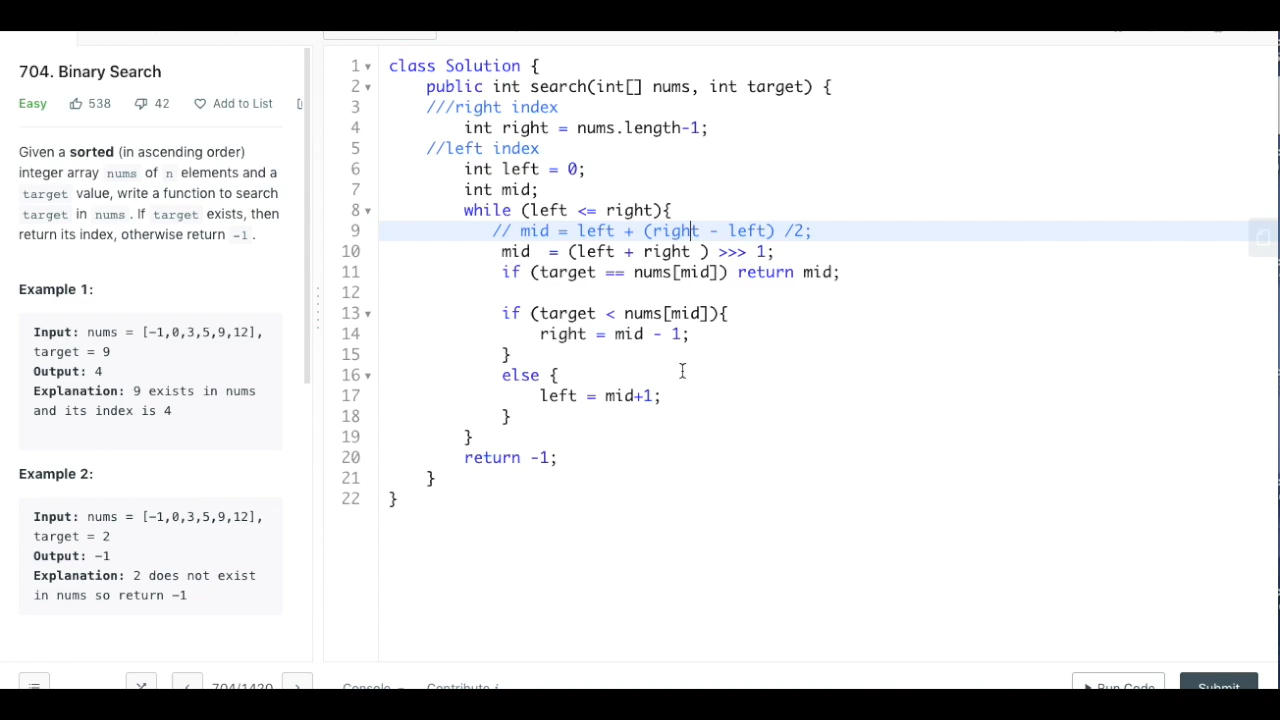 704. Binary Search
Easy 538 42 Add to List
Given a sorted (in ascending order)
integer array nums of n elements and a
target value, write a function to search
target in nums. If target exists, then
return its index, otherwise return -1.
Example 1:
Input: nums = [-1,0,3,5,9,12],
target = 9
Output: 4
Explanation: 9 exists in nums
and its index is 4
Example 2:
Input: nums = [-1,0,3,5,9,12],
target = 2
Output: -1
Explanation: 2 does not exist
in nums so return -1
704/1420
1 class Solution {
2 public int search(int[] nums, int target) {
3 ///right index
4 int right = nums.length-1;
5 //left index
6 int left = 0;
7 int mid;
8 while (left <= right){
9 // mid = left + (right - left) /2;
10 mid  = (left + right ) >>> 1;
11 if (target == nums[mid]) return mid;
12
13 if (target < nums[mid]){
14 right = mid - 1;
15 }
16 else {
17 left = mid+1;
18 }
19 }
20 return -1;
21 }
22 }
Console Contribute i
Run Code Submit